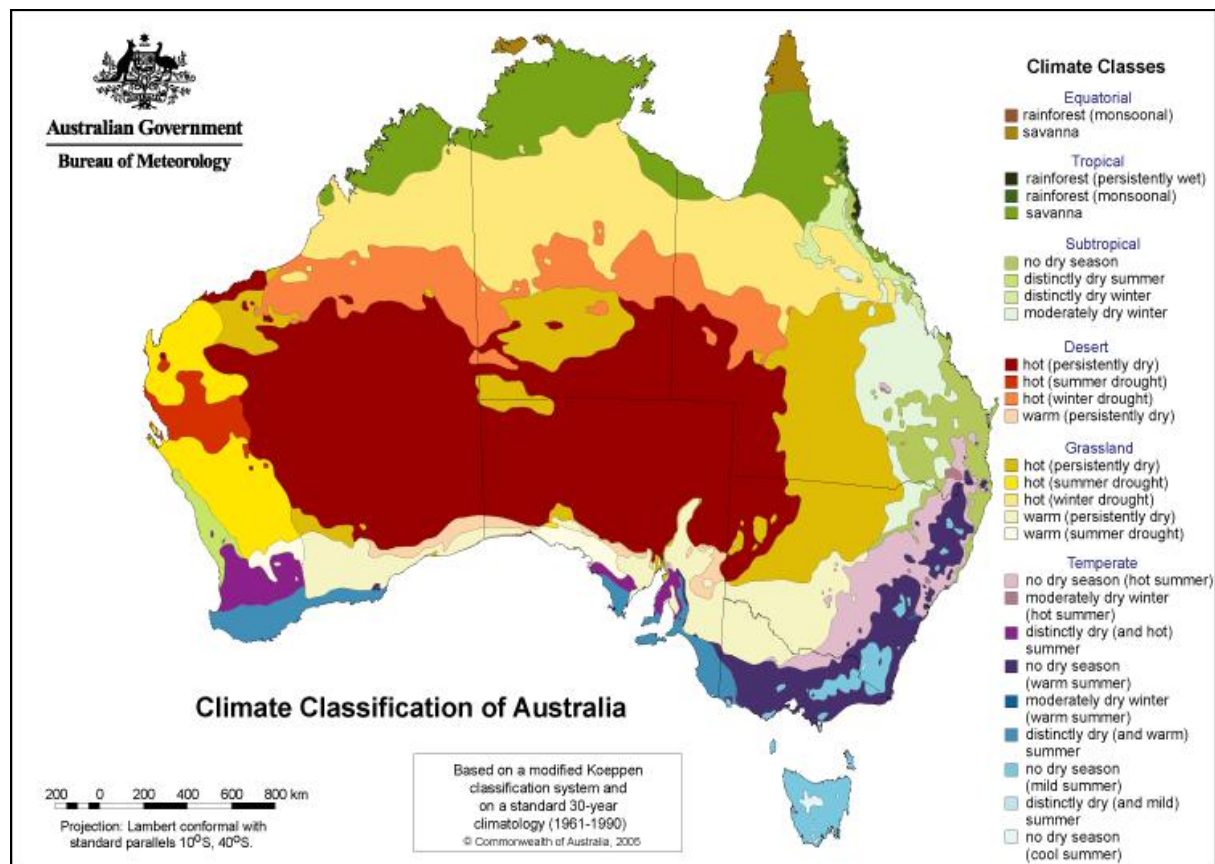 Australian Government
Bureau of Meteorology
Climate Classes
Equatorial
rainforest (monsoonal)
savanna
Tropical
rainforest (persistently wet)
rainforest (monsoonal)
savanna
Subtropical
no dry season
distinctly dry summer
distinctly dry winter
moderately dry winter
Desert
hot (persistently dry)
hot (summer drought)
hot (winter drought)
warm (persistently dry)
Grassland
hot (persistently dry)
hot (summer drought)
hot (winter drought)
warm (persistently dry)
warm (summer drought)
Temperate
no dry season (hot summer)
moderately dry winter
(hot summer)
distinctly dry (and hot)
summer
no dry season
(warm summer)
moderately dry winter
(warm summer)
distinctly dry (and warm)
summer
no dry season
(mild summer)
distinctly dry (and mild)
summer
no dry season
(cool summer)
Climate Classification of Australia
Based on a modified Koeppen
classification system and
on a standard 30-year
climatology (1961-1990)
© Commonwealth of Australia, 2005
200 0 200 400 600 800 km
Projection: Lambert conformal with
standard parallels 10°S, 40°S.